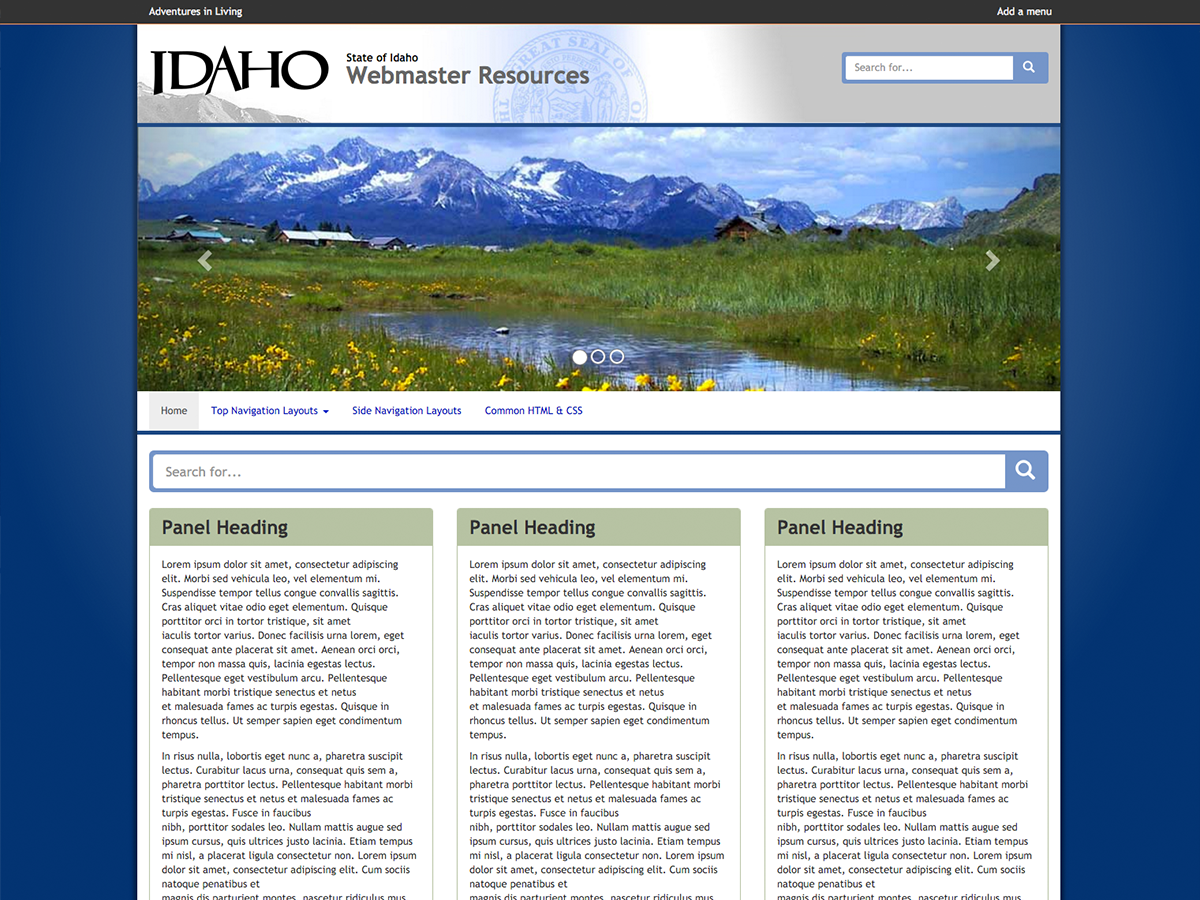 Adventures in Living
Add a menu
IDAHO
State of Idaho
Webmaster Resources
GREAT SEAL OF
Search for...
Home
Top Navigation Layouts
Side Navigation Layouts
Common HTML & CSS
Search for...
Panel Heading
Lorem ipsum dolor sit amet, consectetur adipiscing
elit. Morbi sed vehicula leo, vel elementum mi.
Suspendisse tempor tellus congue convallis sagittis.
Cras aliquet vitae odio eget elementum. Quisque
porttitor orci in tortor tristique, sit amet
iaculis tortor varius. Donec facilisis urna lorem, eget
consequat ante placerat sit amet. Aenean orci orci,
tempor non massa quis, lacinia egestas lectus.
Pellentesque eget vestibulum arcu. Pellentesque
habitant morbi tristique senectus et netus
et malesuada fames ac turpis egestas. Quisque in
rhoncus tellus. Ut semper sapien eget condimentum
tempus.
In risus nulla, lobortis eget nunc a, pharetra suscipit
lectus. Curabitur lacus urna, consequat quis sem a,
pharetra porttitor lectus. Pellentesque habitant morbi
tristique senectus et netus et malesuada fames ac
turpis egestas. Fusce in faucibus
nibh, porttitor sodales leo. Nullam mattis augue sed
ipsum cursus, quis ultrices justo lacinia. Etiam tempus
mi nisl, a placerat ligula consectetur non. Lorem ipsum
dolor sit amet, consectetur adipiscing elit. Cum sociis
natoque penatibus et
magnis dis parturient montes, nascetur ridiculus mus
Panel Heading
Lorem ipsum dolor sit amet, consectetur adipiscing
elit. Morbi sed vehicula leo, vel elementum mi.
Suspendisse tempor tellus congue convallis sagittis.
Cras aliquet vitae odio eget elementum. Quisque
porttitor orci in tortor tristique, sit amet
iaculis tortor varius. Donec facilisis urna lorem, eget
consequat ante placerat sit amet. Aenean orci orci,
tempor non massa quis, lacinia egestas lectus.
Pellentesque eget vestibulum arcu. Pellentesque
habitant morbi tristique senectus et netus
et malesuada fames ac turpis egestas. Quisque in
rhoncus tellus. Ut semper sapien eget condimentum
tempus.
In risus nulla, lobortis eget nunc a, pharetra suscipit
lectus. Curabitur lacus urna, consequat quis sem a,
pharetra porttitor lectus. Pellentesque habitant morbi
tristique senectus et netus et malesuada fames ac
turpis egestas. Fusce in faucibus
nibh, porttitor sodales leo. Nullam mattis augue sed
ipsum cursus, quis ultrices justo lacinia. Etiam tempus
mi nisl, a placerat ligula consectetur non. Lorem ipsum
dolor sit amet, consectetur adipiscing elit. Cum sociis
natoque penatibus et
magnis dis parturient montes, nascetur ridiculus mus
Panel Heading
Lorem ipsum dolor sit amet, consectetur adipiscing
elit. Morbi sed vehicula leo, vel elementum mi.
Suspendisse tempor tellus congue convallis sagittis.
Cras aliquet vitae odio eget elementum. Quisque
porttitor orci in tortor tristique, sit amet
iaculis tortor varius. Donec facilisis urna lorem, eget
consequat ante placerat sit amet. Aenean orci orci,
tempor non massa quis, lacinia egestas lectus.
Pellentesque eget vestibulum arcu. Pellentesque
habitant morbi tristique senectus et netus
et malesuada fames ac turpis egestas. Quisque in
rhoncus tellus. Ut semper sapien eget condimentum
tempus.
In risus nulla, lobortis eget nunc a, pharetra suscipit
lectus. Curabitur lacus urna, consequat quis sem a,
pharetra porttitor lectus. Pellentesque habitant morbi
tristique senectus et netus et malesuada fames ac
turpis egestas. Fusce in faucibus
nibh, porttitor sodales leo. Nullam mattis augue sed
ipsum cursus, quis ultrices justo lacinia. Etiam tempus
mi nisl, a placerat ligula consectetur non. Lorem ipsum
dolor sit amet, consectetur adipiscing elit. Cum sociis
natoque penatibus et
magnis dis parturient montes, nascetur ridiculus mus